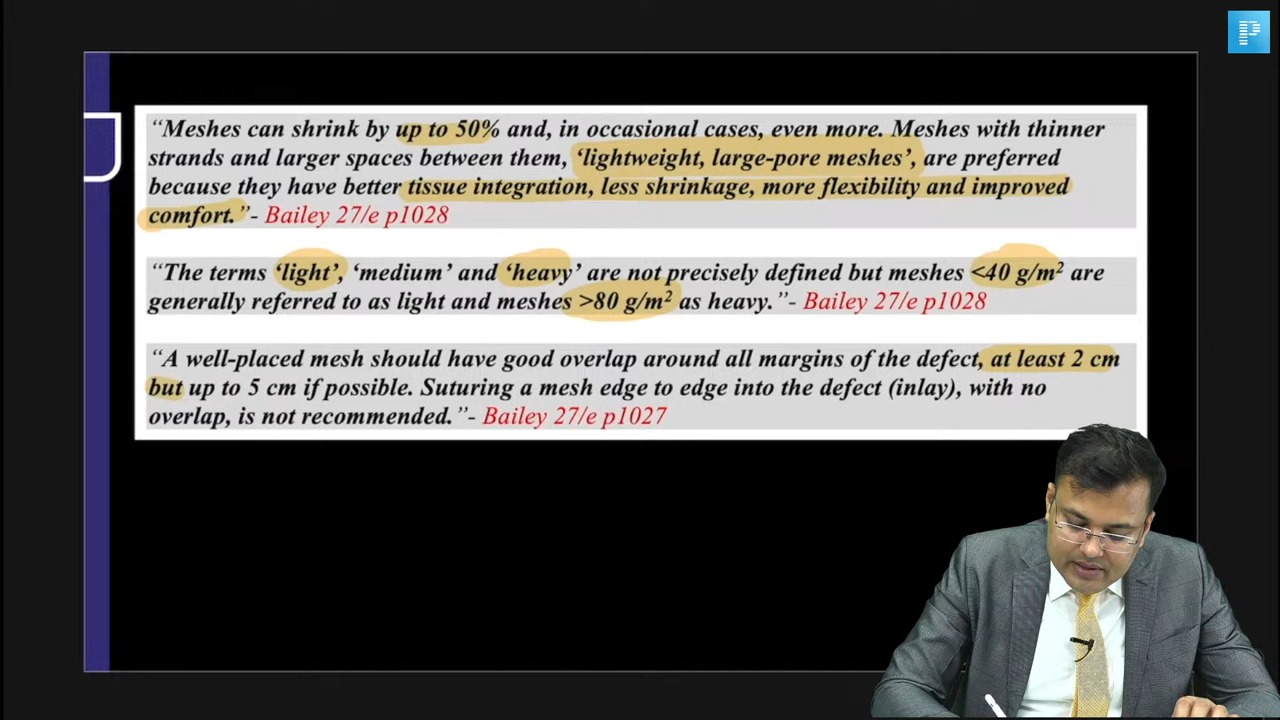 P
“Meshes can shrink by up to 50% and, in occasional cases, even more. Meshes with thinner
strands and larger spaces between them, ‘lightweight, large-pore meshes’, are preferred
because they have better tissue integration, less shrinkage, more flexibility and improved
comfort.”- Bailey 27/e p1028
“The terms ‘light’, ‘medium’ and ‘heavy’ are not precisely defined but meshes <40 g/m² are
generally referred to as light and meshes >80 g/m² as heavy.”- Bailey 27/e p1028
“A well-placed mesh should have good overlap around all margins of the defect, at least 2 cm
but up to 5 cm if possible. Suturing a mesh edge to edge into the defect (inlay), with no
overlap, is not recommended.”- Bailey 27/e p1027